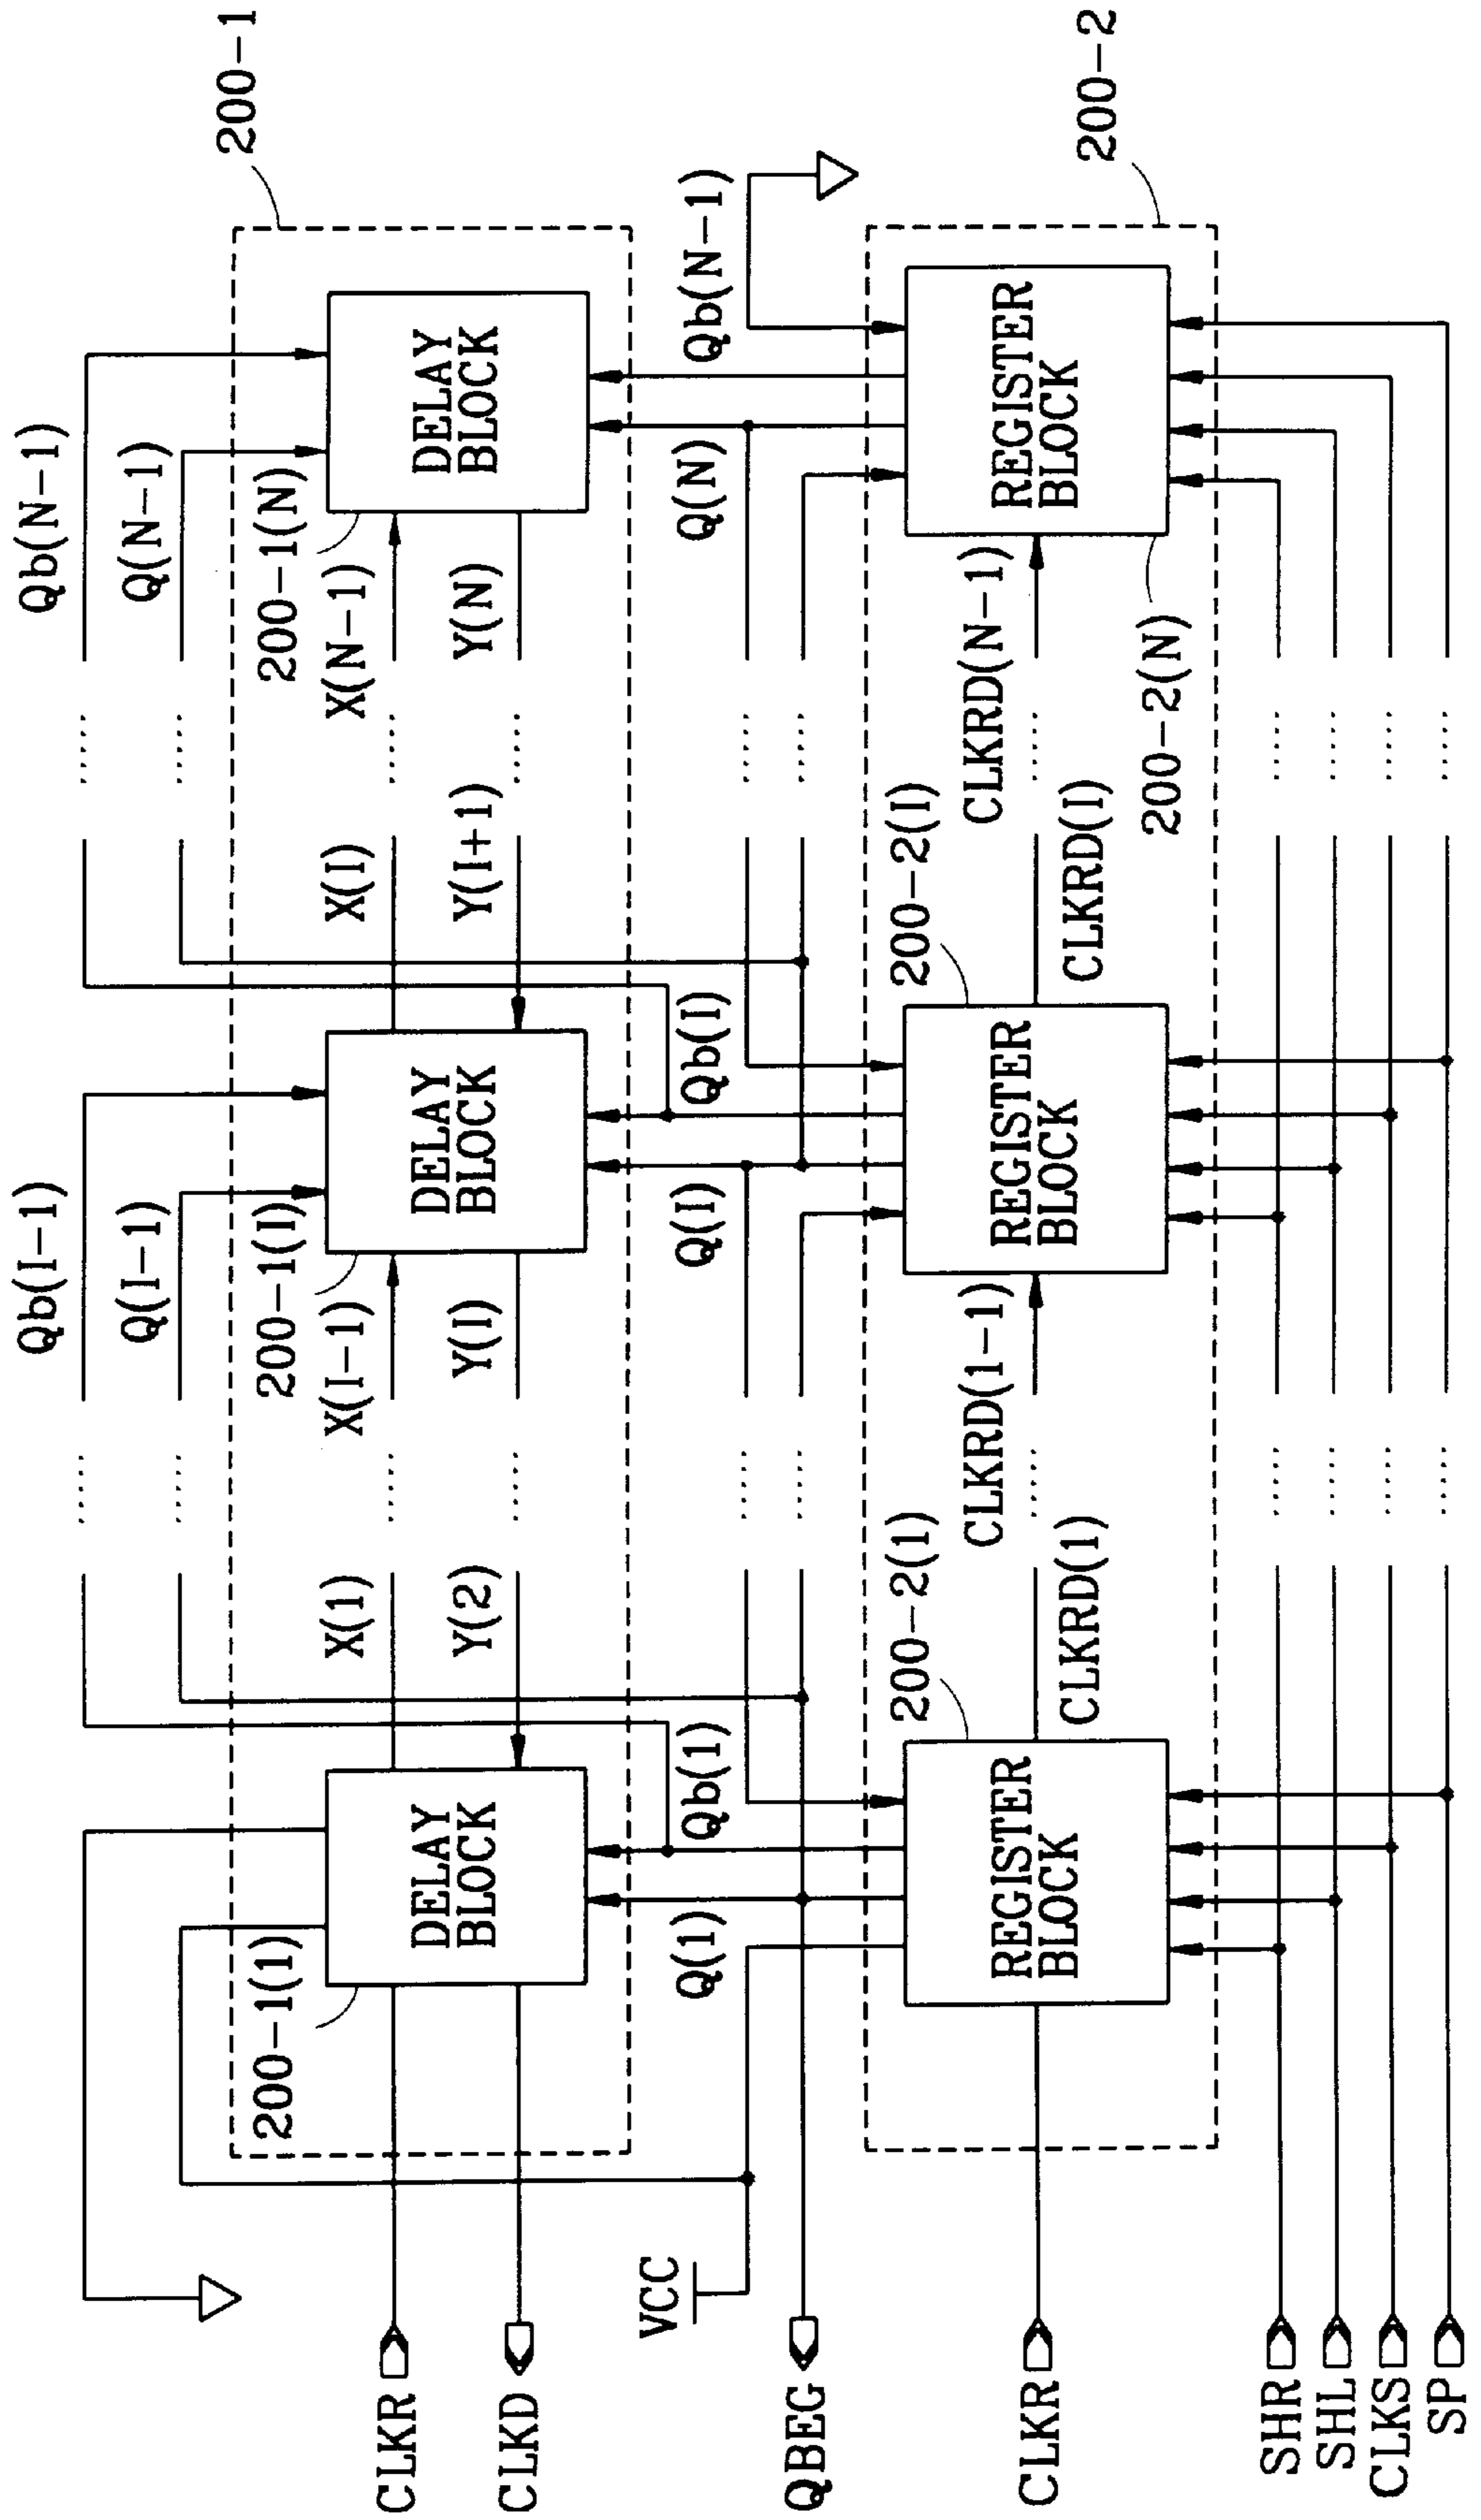 200-1
200-2
Qb(N-1)
Q(N-1)
200-1(N)
X(N-1)
Y(N)
DELAY
BLOCK
Qb(N-1)
Q(N)
REGISTER
BLOCK
CLKRD(N-1)
200-2(N)
X(I)
Y(I+1)
200-2(I)
CLKRD(I)
Qb(I-1)
Q(I-1)
200-1(I)
X(I-1)
Y(I)
DELAY
BLOCK
Qb(I)
Q(I)
REGISTER
BLOCK
CLKRD(1-1)
X(1)
Y(2)
200-2(1)
CLKRD(1)
200-1(1)
DELAY
BLOCK
Qb(1)
Q(1)
REGISTER
BLOCK
VCC
CLKR
CLKD
QBEG
CLKR
SHR
SHL
CLKS
SP